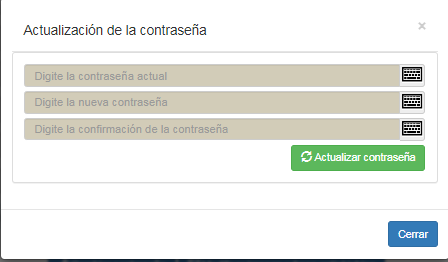 Actualización de la contraseña
×
Digite la contraseña actual
Digite la nueva contraseña
Digite la confirmación de la contraseña
Actualizar contraseña
Cerrar